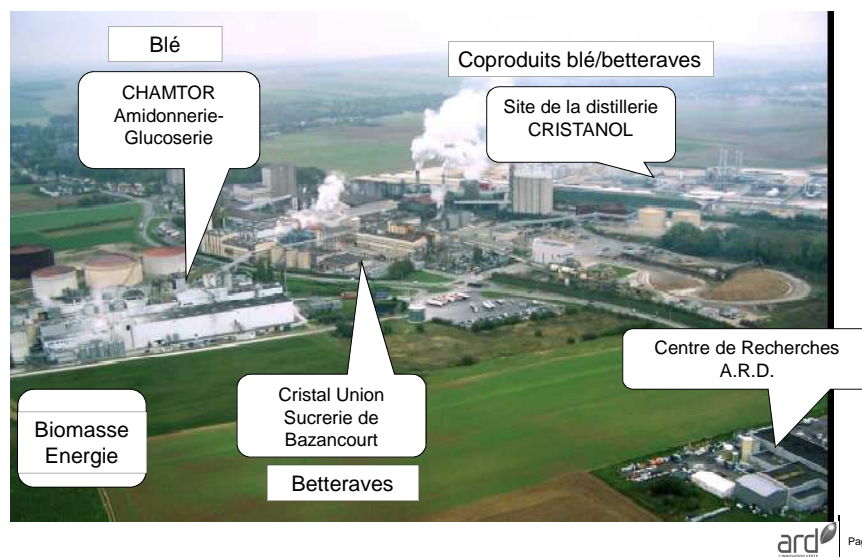 Blé
CHAMTOR
Amidonnerie-
Glucoserie
Coproduits blé/betteraves
Site de la distillerie
CRISTANOL
Centre de Recherches
A.R.D.
Cristal Union
Sucrerie de
Bazancourt
Biomasse
Energie
Betteraves
ard
Pag